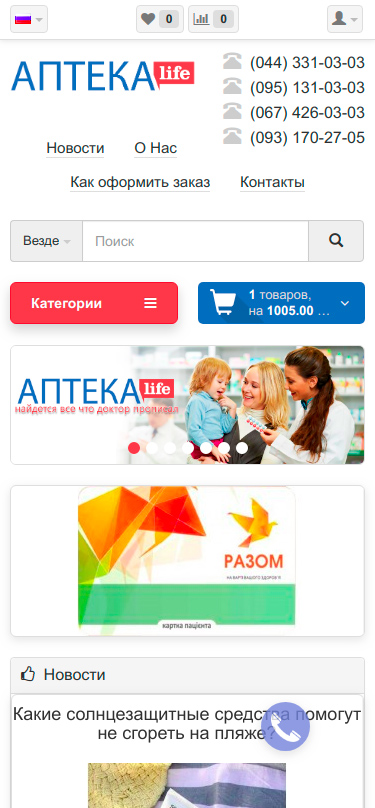 0
0
АПТЕКА life
(044) 331-03-03
(095) 131-03-03
(067) 426-03-03
(093) 170-27-05
Новости О Нас
Как оформить заказ Контакты
Везде Поиск
Категории
1 товаров,
на 1005.00 ...
АПТЕКА life
найдется все что доктор прописал
РАЗОМ
НА ВАРТІ ВАШОГО ЗДОРОВ'Я
картка пацієнта
Новости
Какие солнцезащитные средства помогут
не сгореть на пляже?